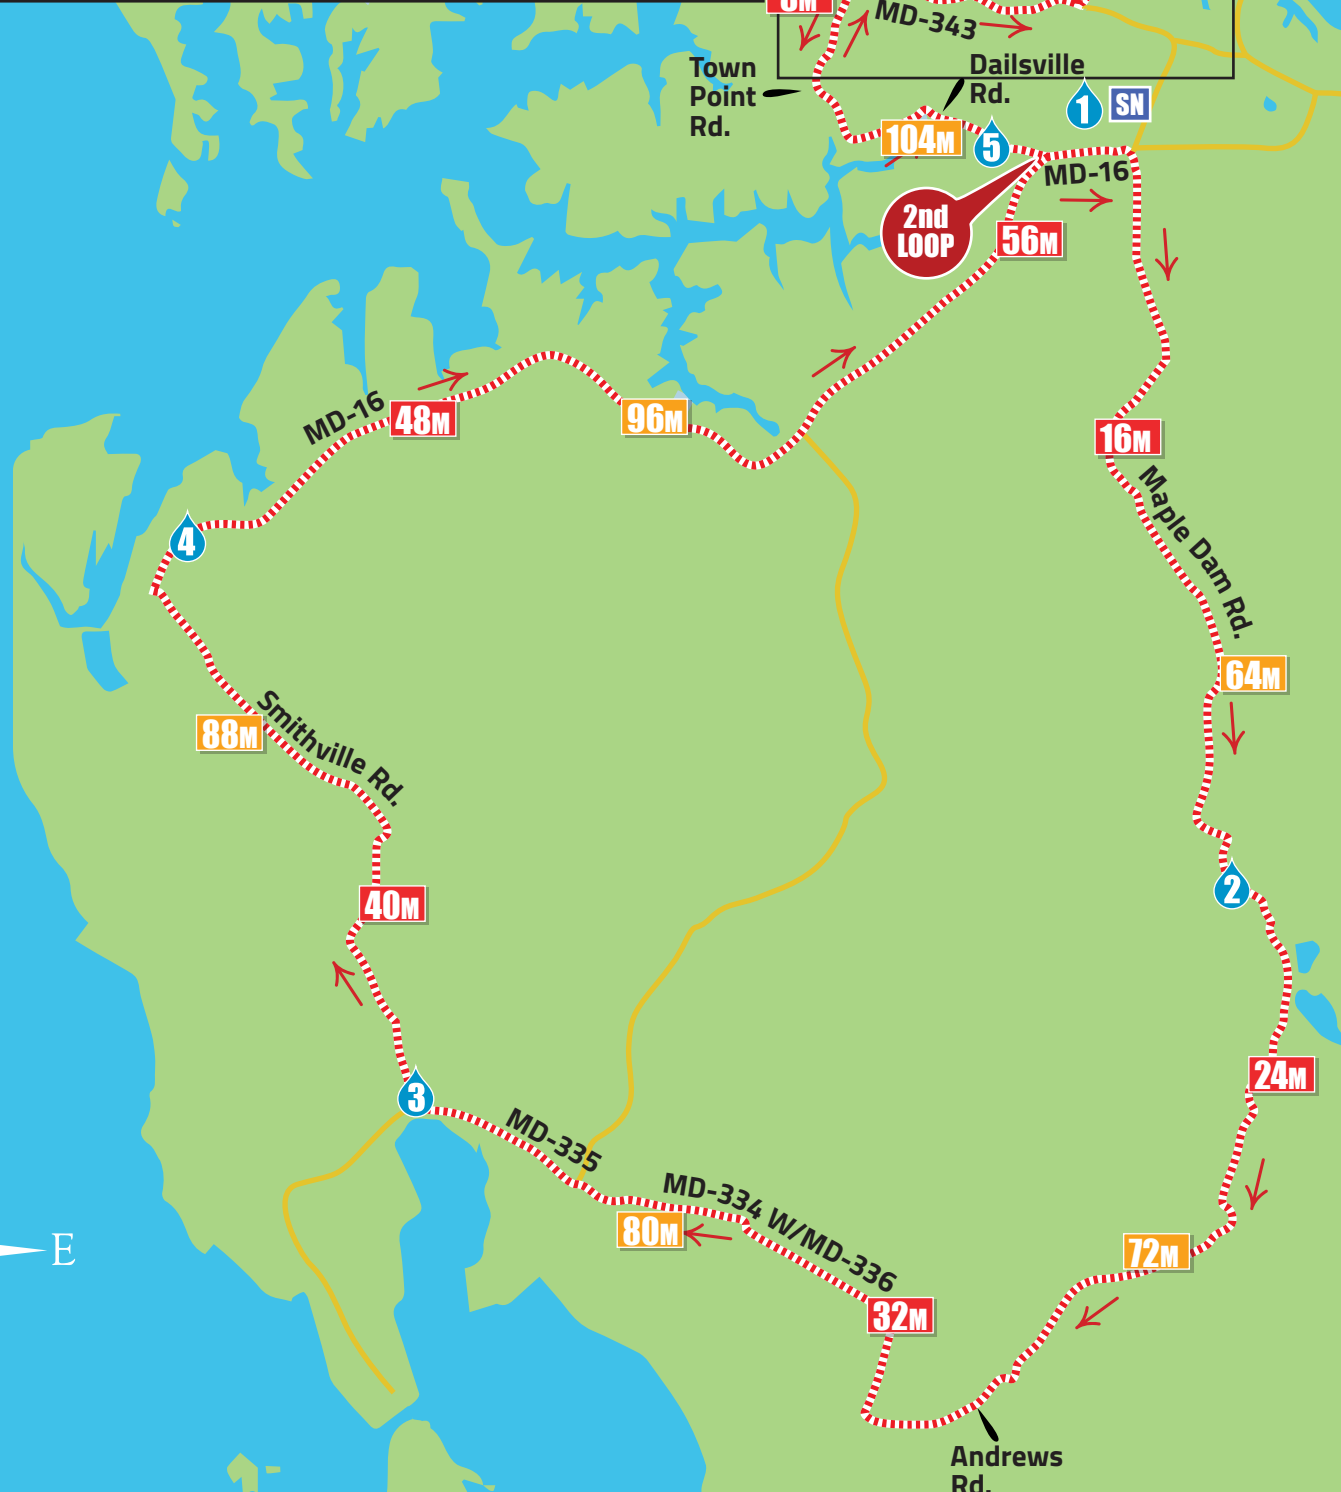 8M
MD-343
Town
Point
Rd.
Dailsville
Rd.
1
SN
104M
5
MD-16
2nd
LOOP
56M
MD-16
48M
96M
16M
Maple Dam Rd.
4
64M
Smithville Rd.
88M
2
40M
24M
3
MD-335
MD-334 W/MD-336
80M
E
72M
32M
Andrews
Rd.